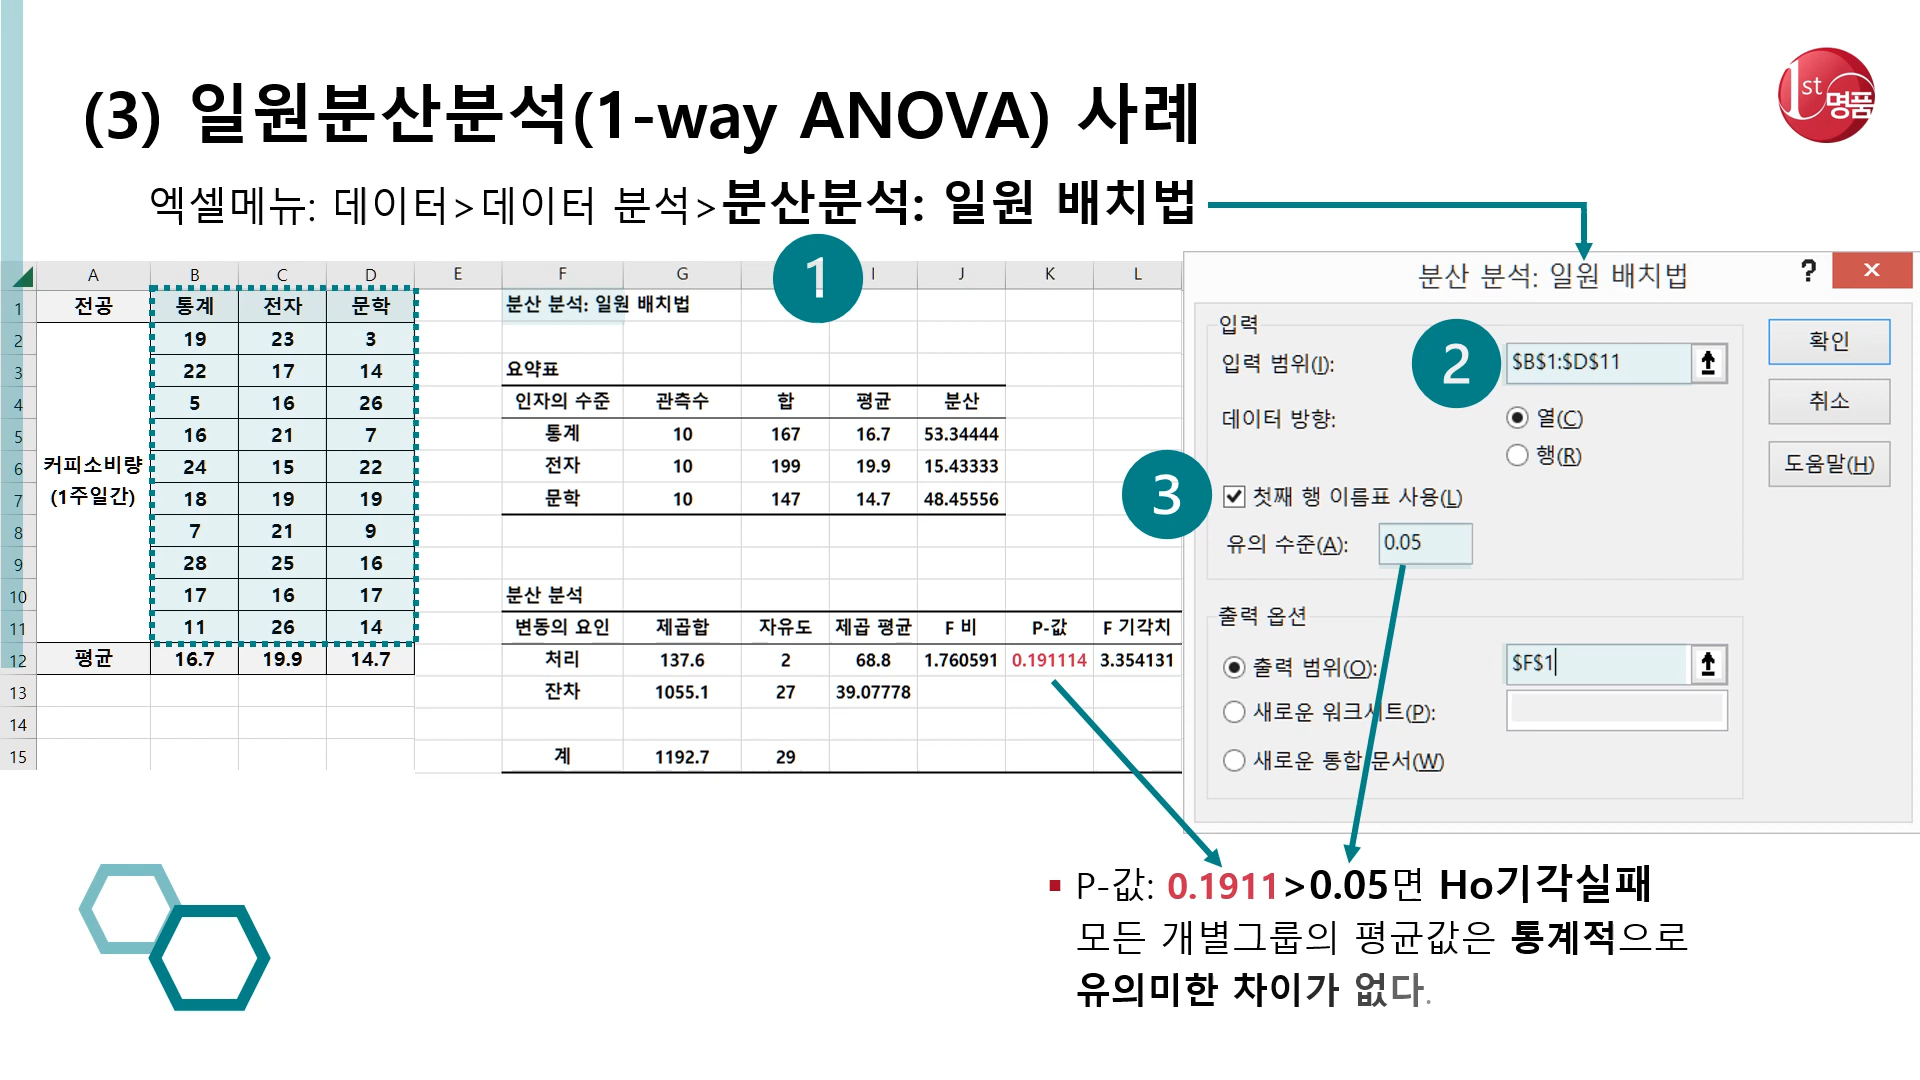 (3) 일원분산분석(1-way ANOVA) 사례
1st 명품
엑셀메뉴: 데이터>데이터 분석>분산분석: 일원 배치법
A B C D E F G I J K L
1
1 전공 통계 전자 문학 분산 분석: 일원 배치법
2 19 23 3
3 22 17 14 요약표
4 5 16 26 인자의 수준 관측수 합 평균 분산
5 16 21 7 통계 10 167 16.7 53.34444
6 커피소비량 24 15 22 전자 10 199 19.9 15.43333
7 (1주일간) 18 19 19 문학 10 147 14.7 48.45556
8 7 21 9
9 28 25 16
10 17 16 17 분산 분석
11 11 26 14 변동의 요인 제곱합 자유도 제곱 평균 F 비 P-값 F 기각치
12 평균 16.7 19.9 14.7 처리 137.6 2 68.8 1.760591 0.191114 3.354131
13 잔차 1055.1 27 39.07778
14
15 계 1192.7 29
분산 분석: 일원 배치법 ? x
입력
2
입력 범위(I): $B$1:$D$11 확인
데이터 방향: 열(C) 취소
행(R) 도움말(H)
3
첫째 행 이름표 사용(L)
유의 수준(A): 0.05
출력 옵션
출력 범위(O): $F$1
새로운 워크시트(P):
새로운 통합 문서(W)
P-값: 0.1911>0.05면 Ho기각실패
모든 개별그룹의 평균값은 통계적으로
유의미한 차이가 없다.